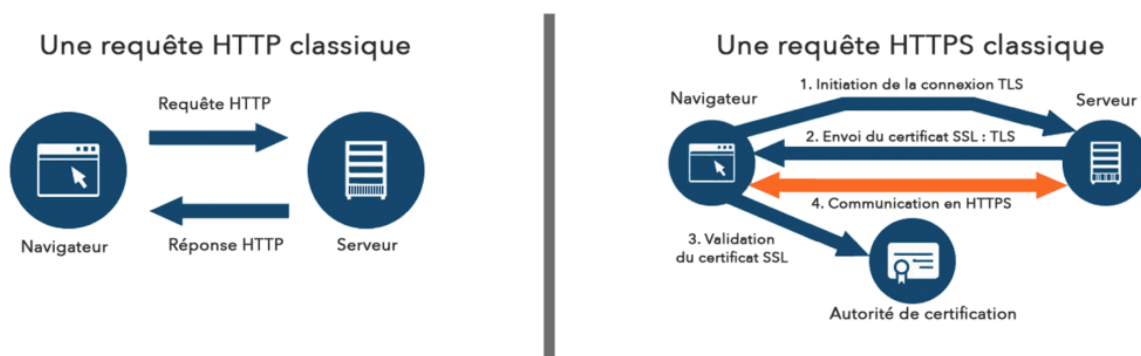 Une requête HTTP classique
Requête HTTP
Navigateur
Réponse HTTP
Serveur
Une requête HTTPS classique
1. Initiation de la connexion TLS
Navigateur
Serveur
2. Envoi du certificat SSL : TLS
4. Communication en HTTPS
3. Validation
du certificat SSL
Autorité de certification